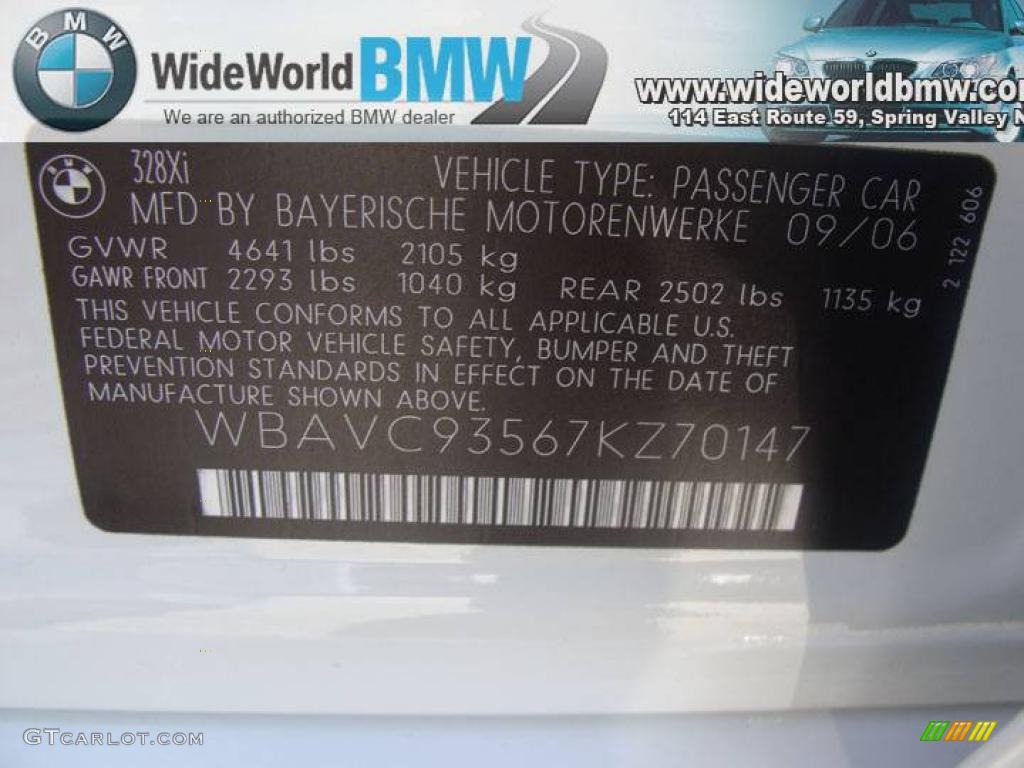 BMW
WideWorldBMW
We are an authorized BMW dealer
www.wideworldbmw.co
114 East Route 59, Spring Valley N
328Xi
VEHICLE TYPE: PASSENGER CAR
MFD BY BAYERISCHE MOTORENWERKE 09/06
GVWR 4641 lbs 2105 kg
GAWR FRONT 2293 lbs 1040 kg REAR 2502 lbs 1135 kg
2 122 606
THIS VEHICLE CONFORMS TO ALL APPLICABLE U.S.
FEDERAL MOTOR VEHICLE SAFETY, BUMPER AND THEFT
PREVENTION STANDARDS IN EFFECT ON THE DATE OF
MANUFACTURE SHOWN ABOVE.
WBAVC93567KZ70147
GTCARLOT.COM